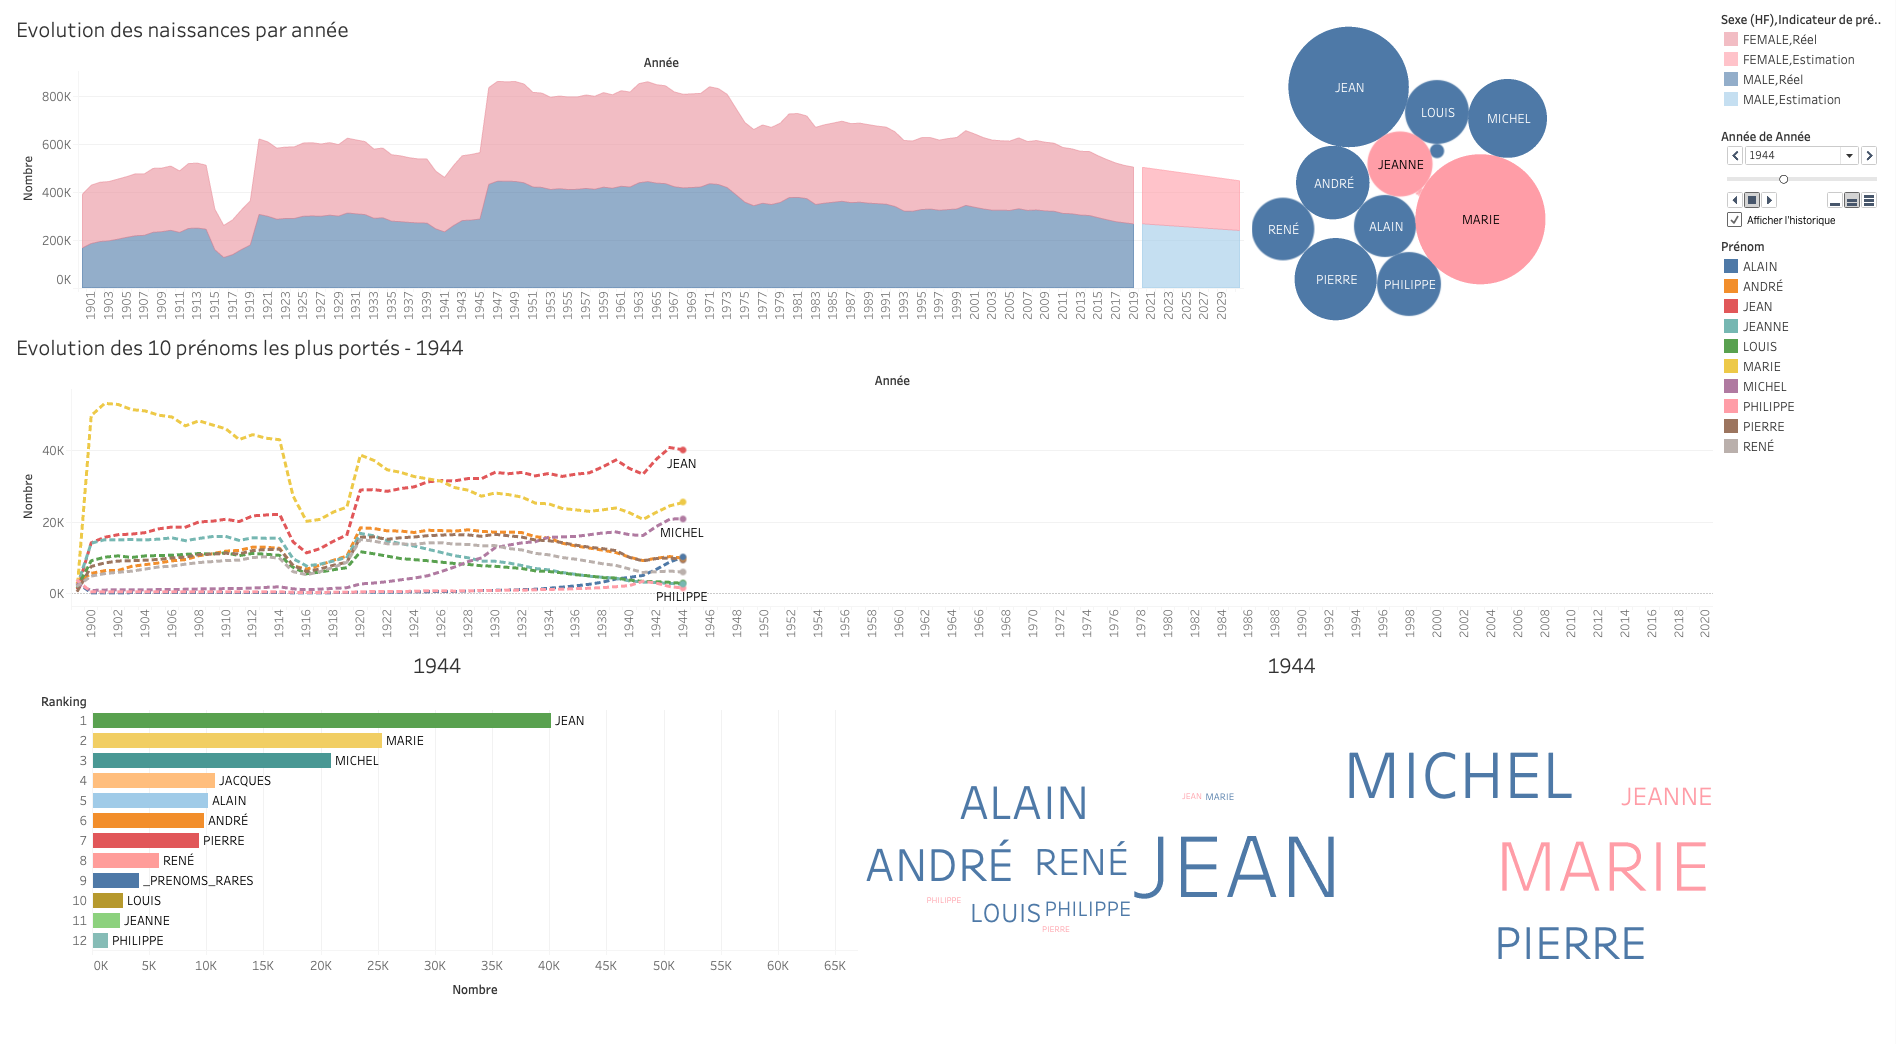 Evolution des naissances par année
Année
Nombre
800K
600K
400K
200K
0K
1901 1903 1905 1907 1909 1911 1913 1915 1917 1919 1921 1923 1925 1927 1929 1931 1933 1935 1937 1939 1941 1943 1945 1947 1949 1951 1953 1955 1957 1959 1961 1963 1965 1967 1969 1971 1973 1975 1977 1979 1981 1983 1985 1987 1989 1991 1993 1995 1997 1999 2001 2003 2005 2007 2009 2011 2013 2015 2017 2019 2021 2023 2025 2027 2029
JEAN
LOUIS
MICHEL
JEANNE
ANDRÉ
MARIE
ALAIN
RENÉ
PIERRE
PHILIPPE
Sexe (HF),Indicateur de pré..
FEMALE,Réel
FEMALE,Estimation
MALE,Réel
MALE,Estimation
Année de Année
1944
Afficher l'historique
Prénom
ALAIN
ANDRÉ
JEAN
JEANNE
LOUIS
MARIE
MICHEL
PHILIPPE
PIERRE
RENÉ
Evolution des 10 prénoms les plus portés - 1944
Année
Nombre
40K
20K
0K
JEAN
MICHEL
PHILIPPE
1900 1902 1904 1906 1908 1910 1912 1914 1916 1918 1920 1922 1924 1926 1928 1930 1932 1934 1936 1938 1940 1942 1944 1946 1948 1950 1952 1954 1956 1958 1960 1962 1964 1966 1968 1970 1972 1974 1976 1978 1980 1982 1984 1986 1988 1990 1992 1994 1996 1998 2000 2002 2004 2006 2008 2010 2012 2014 2016 2018 2020
1944
Ranking
1 JEAN
2 MARIE
3 MICHEL
4 JACQUES
5 ALAIN
6 ANDRÉ
7 PIERRE
8 RENÉ
9 _PRENOMS_RARES
10 LOUIS
11 JEANNE
12 PHILIPPE
0K 5K 10K 15K 20K 25K 30K 35K 40K 45K 50K 55K 60K 65K
Nombre
1944
MICHEL
ALAIN
JEAN MARIE
JEANNE
ANDRÉ RENÉ JEAN
MARIE
PHILIPPE
LOUIS PHILIPPE
PIERRE
PIERRE